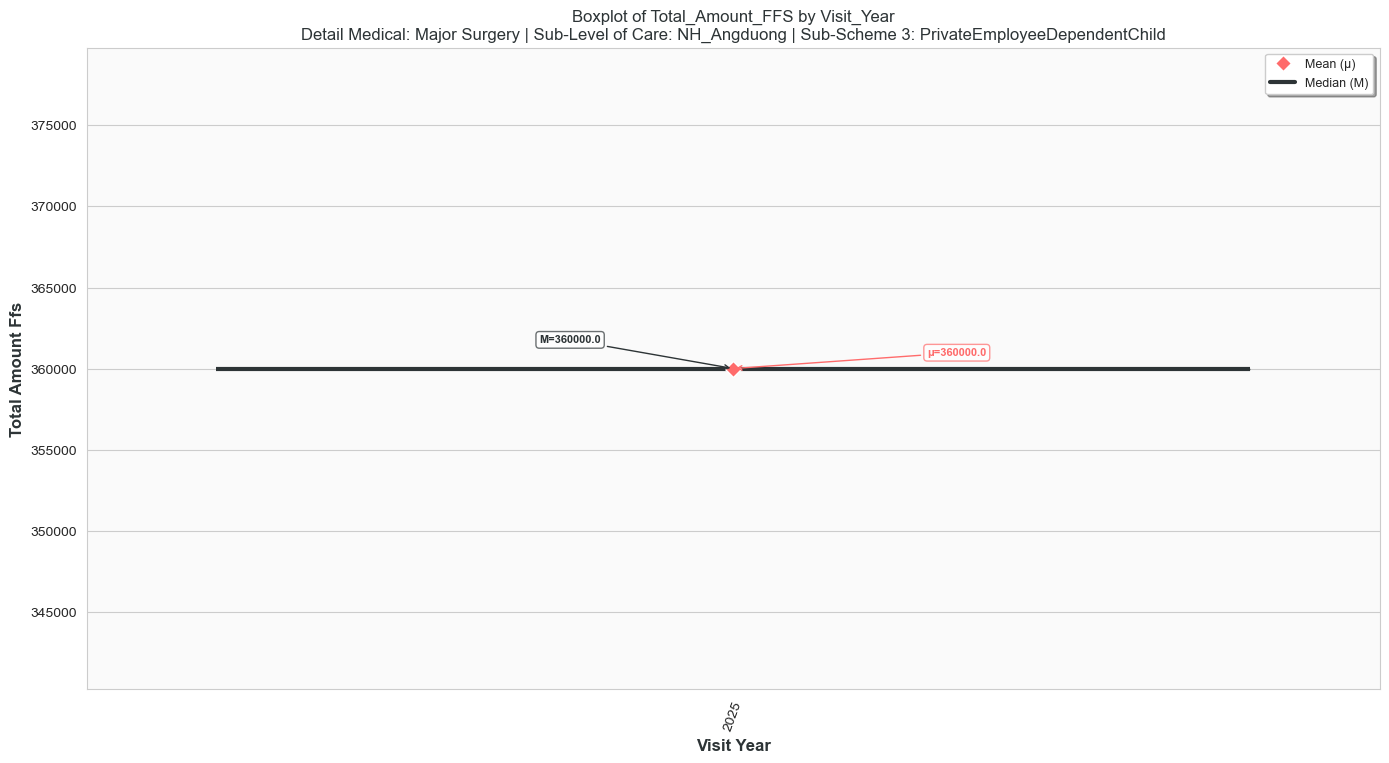 Boxplot of Total_Amount_FFS by Visit_Year
Detail Medical: Major Surgery | Sub-Level of Care: NH_Angduong | Sub-Scheme 3: PrivateEmployeeDependentChild
Mean (μ)
Median (M)
375000
370000
365000
360000
355000
350000
345000
Total Amount Ffs
M=360000.0
μ=360000.0
2025
Visit Year